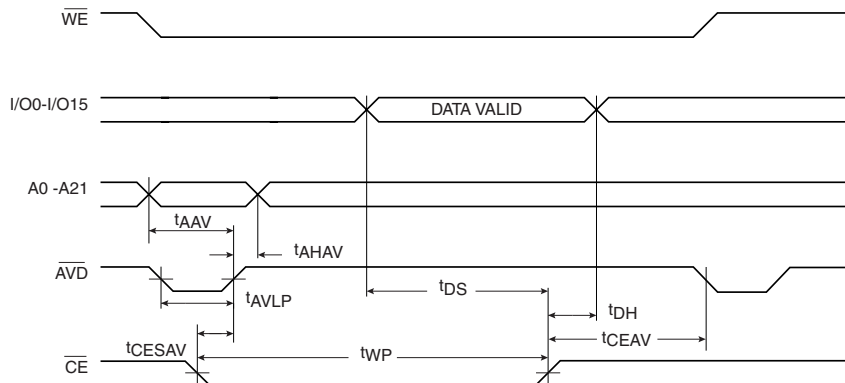 WE
I/O0-I/O15
DATA VALID
A0 -A21
tAAV
tAHAV
AVD
tDS
tAVLP
tDH
tCESAV
tWP
tCEAV
CE